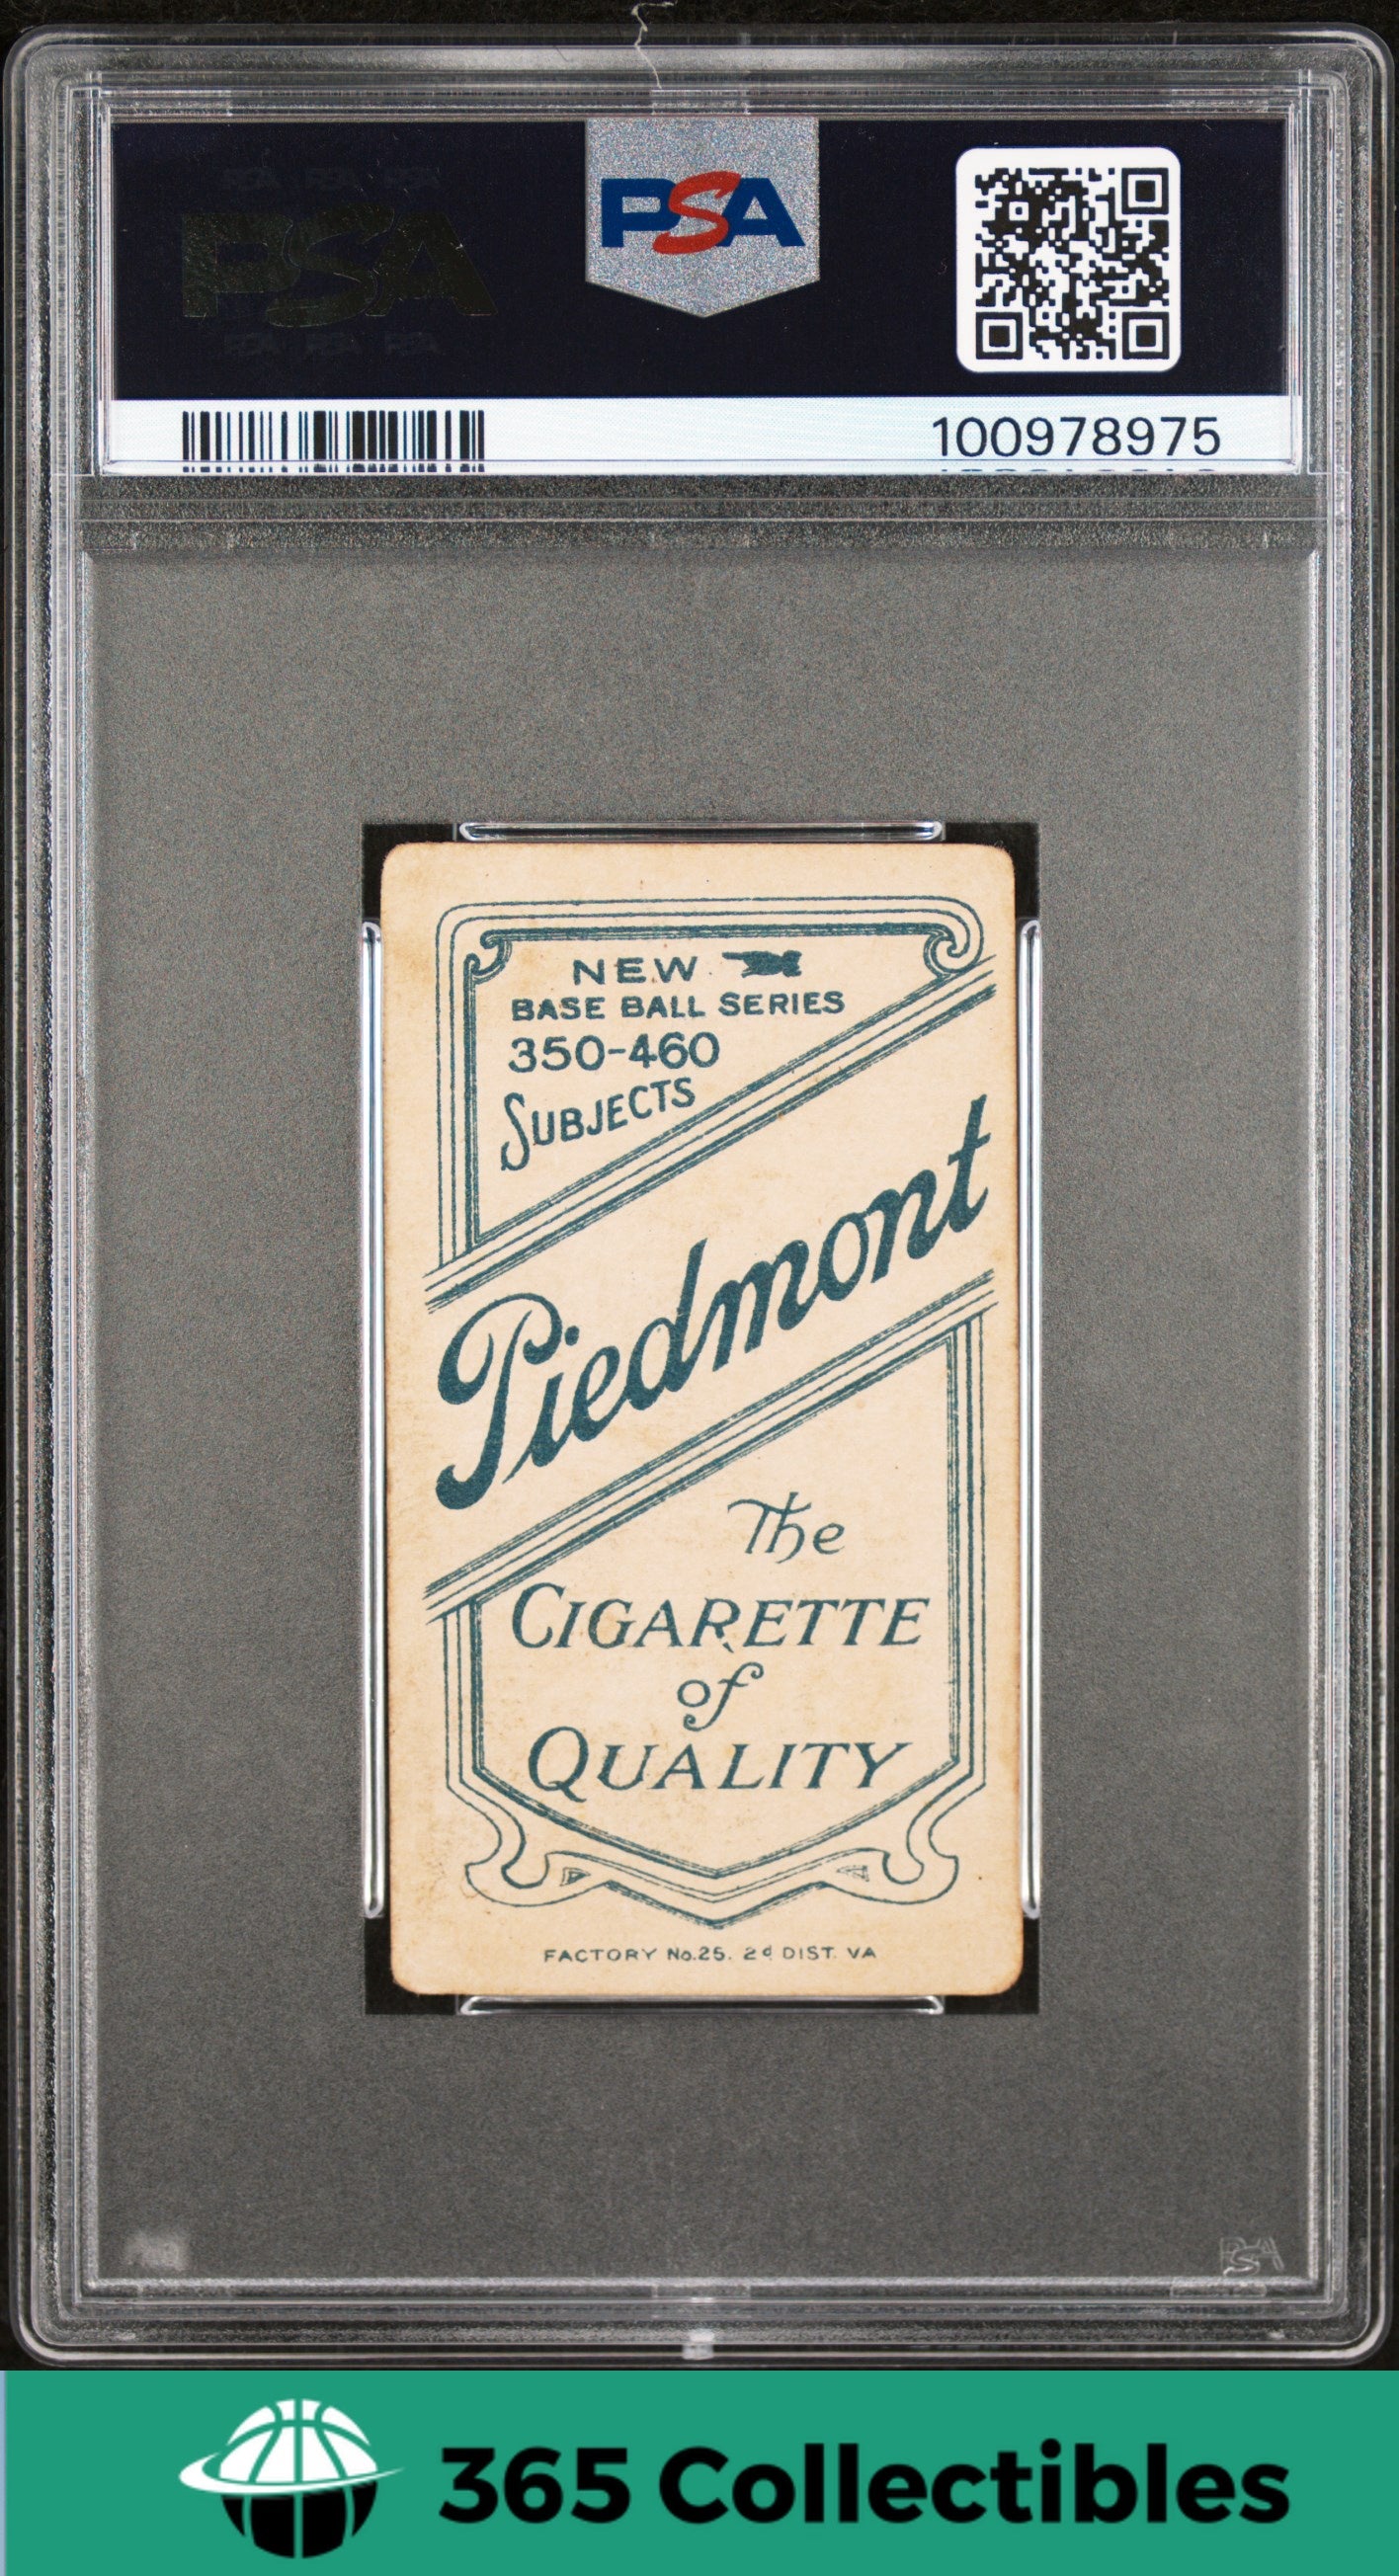 PSA
PSA
100978975
NEW
BASE BALL SERIES
350-460
SUBJECTS
Piedmont
The
CIGARETTE
of
QUALITY
FACTORY No.25. 2d DIST. VA
PSA
365 Collectibles